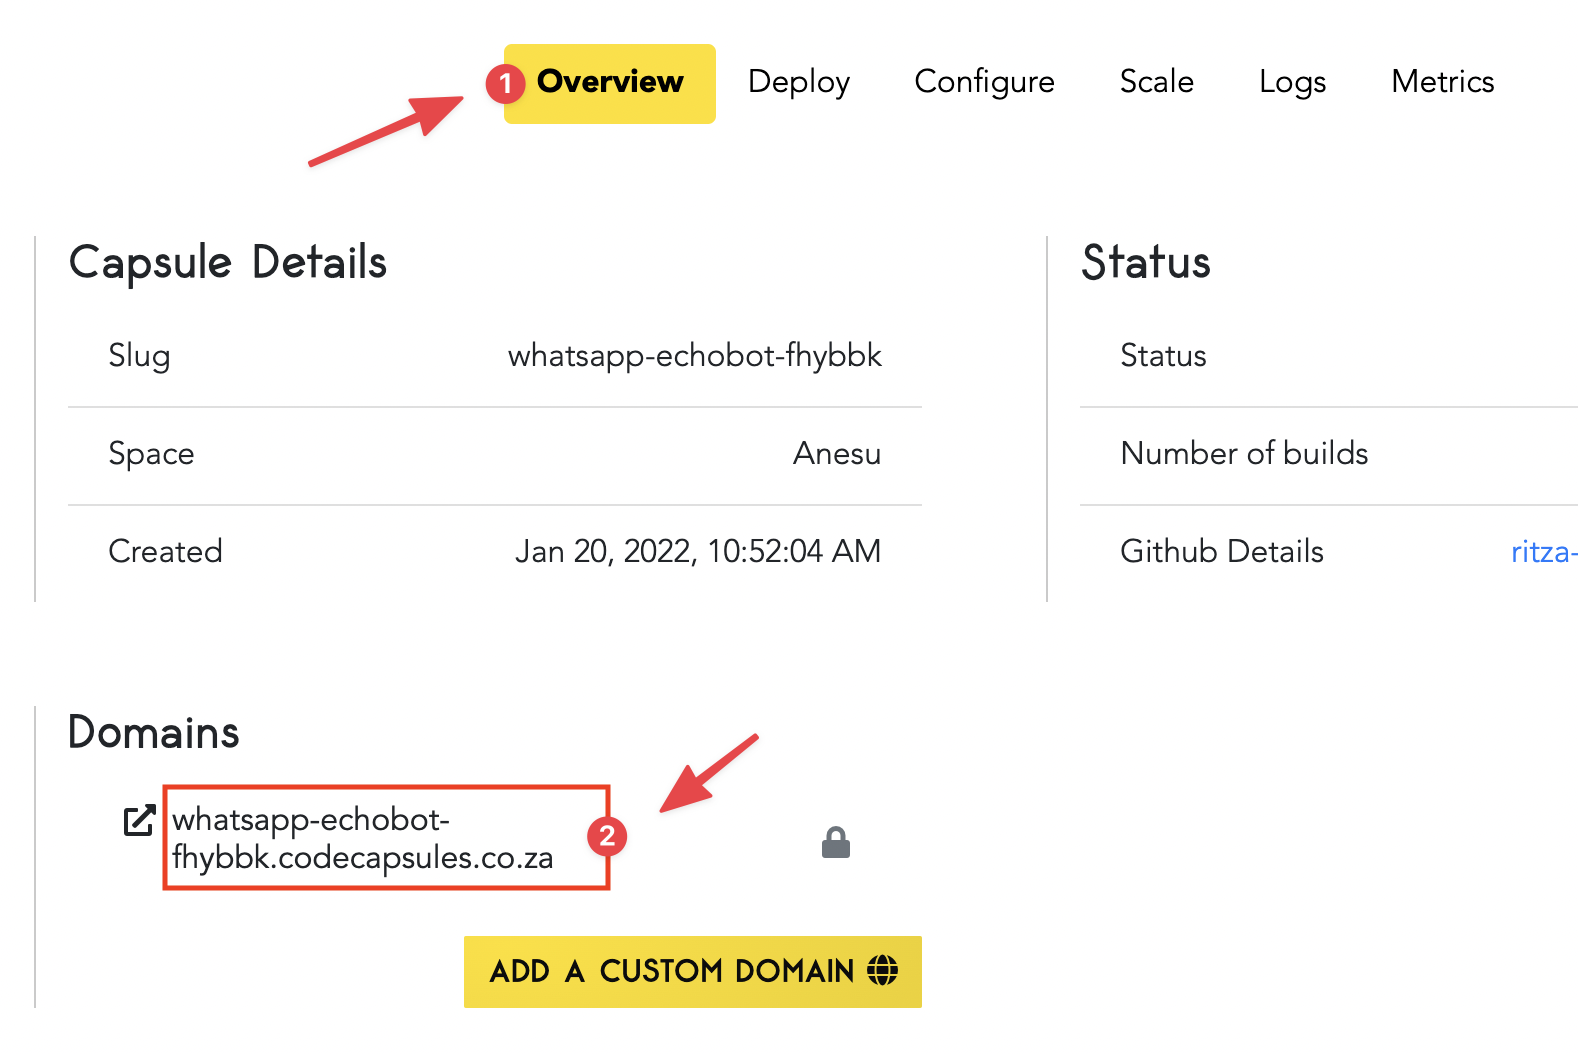 1 Overview Deploy Configure Scale Logs Metrics
Capsule Details
Slug whatsapp-echobot-fhybbk
Space Anesu
Created Jan 20, 2022, 10:52:04 AM
Status
Status
Number of builds
Github Details ritza-
Domains
whatsapp-echobot-
fhybbk.codecapsules.co.za
2
ADD A CUSTOM DOMAIN